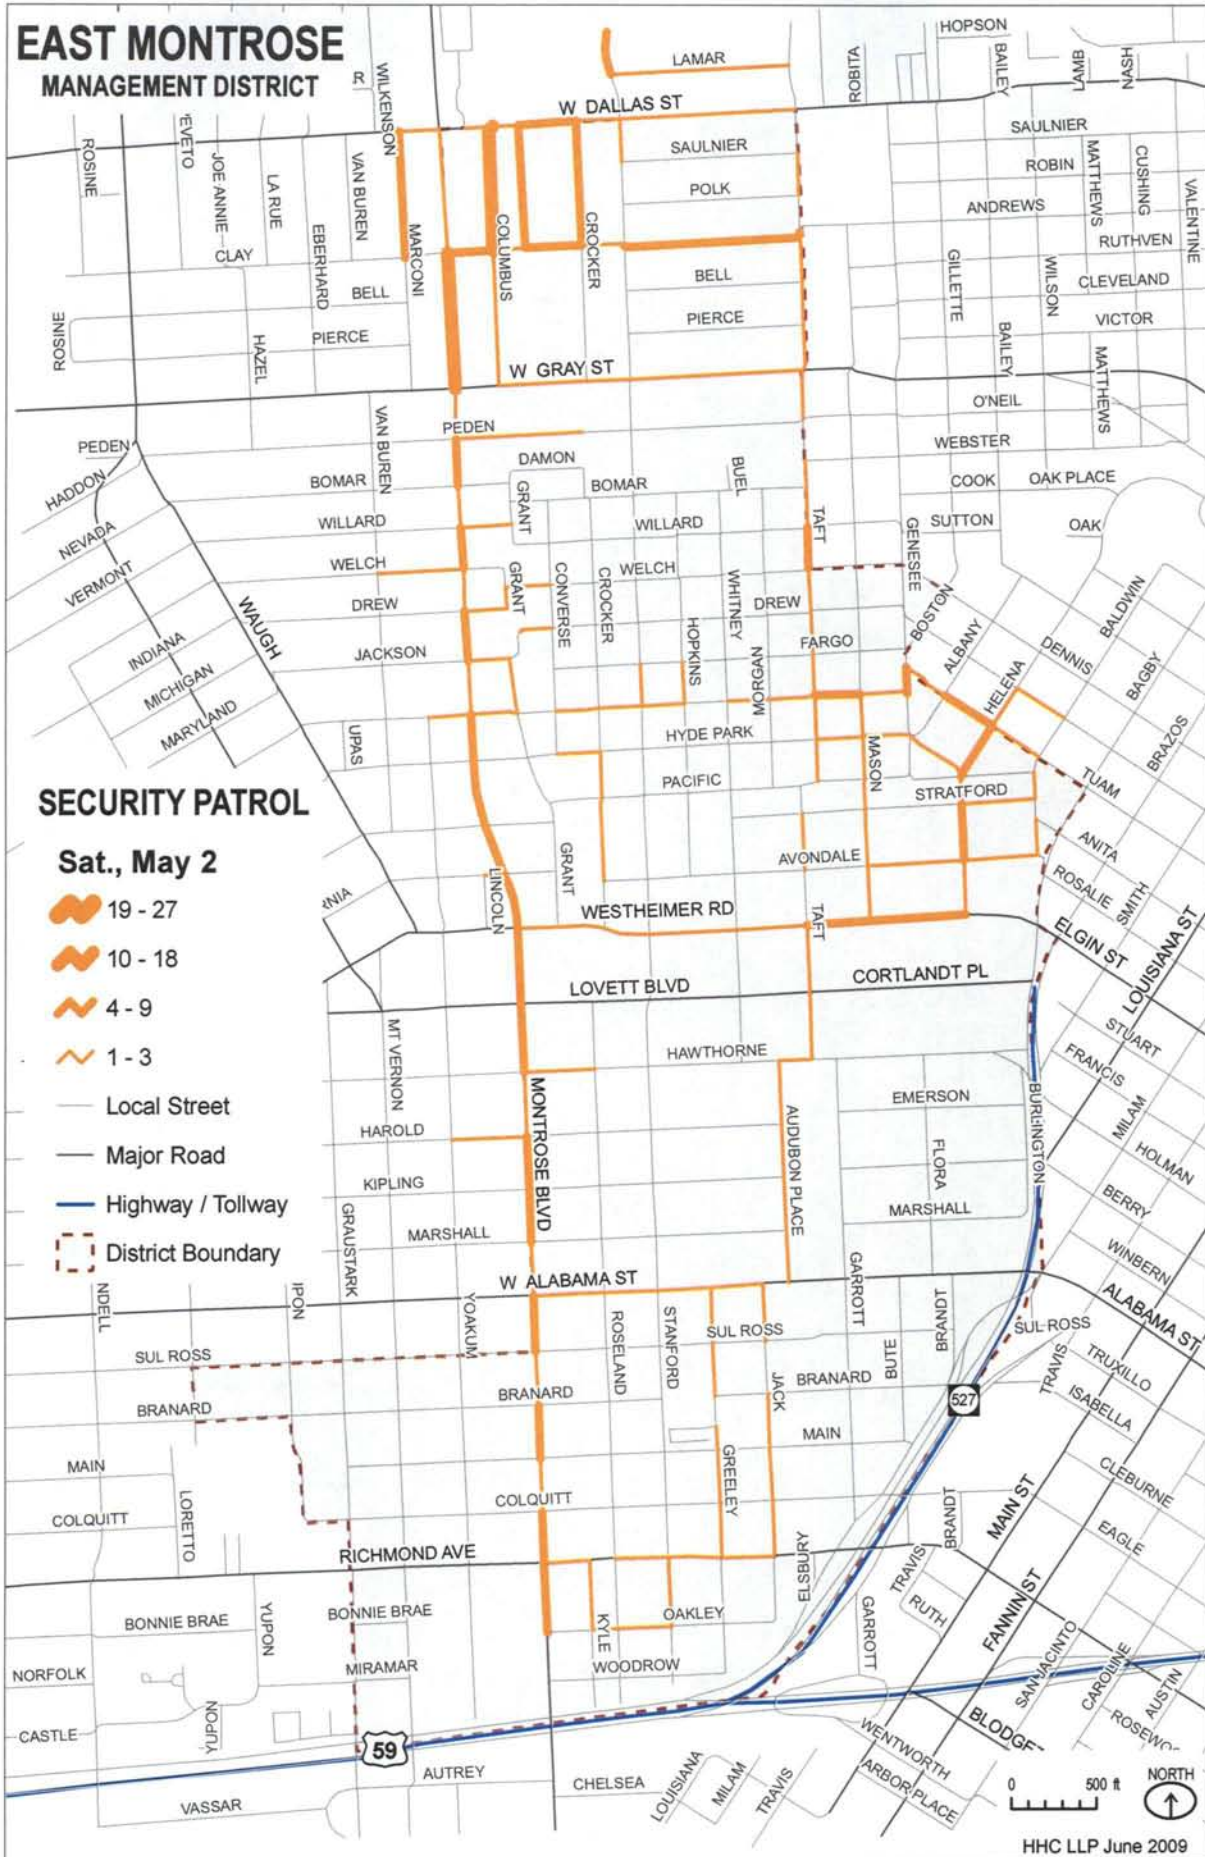 EAST MONTROSE
MANAGEMENT DISTRICT
HOPSON
LAMAR
ROBITA
BAILEY
LAMB
NASH
R
WILKENSON
W DALLAS ST
ROSINE
'EVETO
JOE ANNIE
LA RUE
VAN BUREN
SAULNIER
SAULNIER
ROBIN
MATTHEWS
CUSHING
VALENTINE
POLK
ANDREWS
EBERHARD
MARCONI
COLUMBUS
CROCKER
CLAY
RUTHVEN
GILLETTE
WILSON
BELL
BELL
CLEVELAND
ROSINE
HAZEL
PIERCE
PIERCE
VICTOR
BAILEY
MATTHEWS
W GRAY ST
O'NEIL
PEDEN
PEDEN
VAN BUREN
WEBSTER
HADDON
DAMON
BUEL
BOMAR
BOMAR
COOK
OAK PLACE
GRANT
NEVADA
WILLARD
WILLARD
TAFT
GENESEE
SUTTON
OAK
VERMONT
WELCH
WELCH
GRANT
CONVERSE
CROCKER
WHITNEY
DREW
DREW
WAUGH
BOSTON
ALBANY
BALDWIN
INDIANA
JACKSON
HOPKINS
FARGO
DENNIS
MICHIGAN
MORGAN
HELENA
BAGBY
MARYLAND
UPAS
HYDE PARK
MASON
BRAZOS
PACIFIC
STRATFORD
TUAM
SECURITY PATROL
Sat., May 2
GRANT
AVONDALE
ANITA
LINCOLN
ROSALIE
SMITH
RNIA
19 - 27
WESTHEIMER RD
TAFT
ELGIN ST
LOUISIANA ST
10 - 18
LOVETT BLVD
CORTLANDT PL
4 - 9
MT VERNON
HAWTHORNE
STUART
1 - 3
FRANCIS
MONTROSE BLVD
AUDUBON PLACE
EMERSON
BURLINGTON
MILAM
Local Street
HAROLD
FLORA
HOLMAN
Major Road
KIPLING
MARSHALL
BERRY
Highway / Tollway
GRAUSTARK
MARSHALL
WINBERN
District Boundary
GARROTT
W ALABAMA ST
NDELL
IPON
YOAKUM
ROSELAND
STANFORD
BRANDT
ALABAMA ST
SUL ROSS
SUL ROSS
SUL ROSS
BUTE
TRAVIS
TRUXILLO
BRANARD
BRANARD
JACK
BRANARD
527
ISABELLA
MAIN
MAIN
GREELEY
CLEBURNE
COLQUITT
LORETTO
COLQUITT
BRANDT
MAIN ST
EAGLE
RICHMOND AVE
ELSBURY
TRAVIS
BONNIE BRAE
YUPON
BONNIE BRAE
KYLE
OAKLEY
GARROTT
RUTH
FANNIN ST
NORFOLK
MIRAMAR
WOODROW
SAN JACINTO
CAROLINE
AUSTIN
CASTLE
YUPON
59
WENTWORTH
BLODGET
ROSEWOO
AUTREY
CHELSEA
LOUISIANA
MILAM
TRAVIS
ARBOR PLACE
VASSAR
0 500 ft
NORTH
HHC LLP June 2009